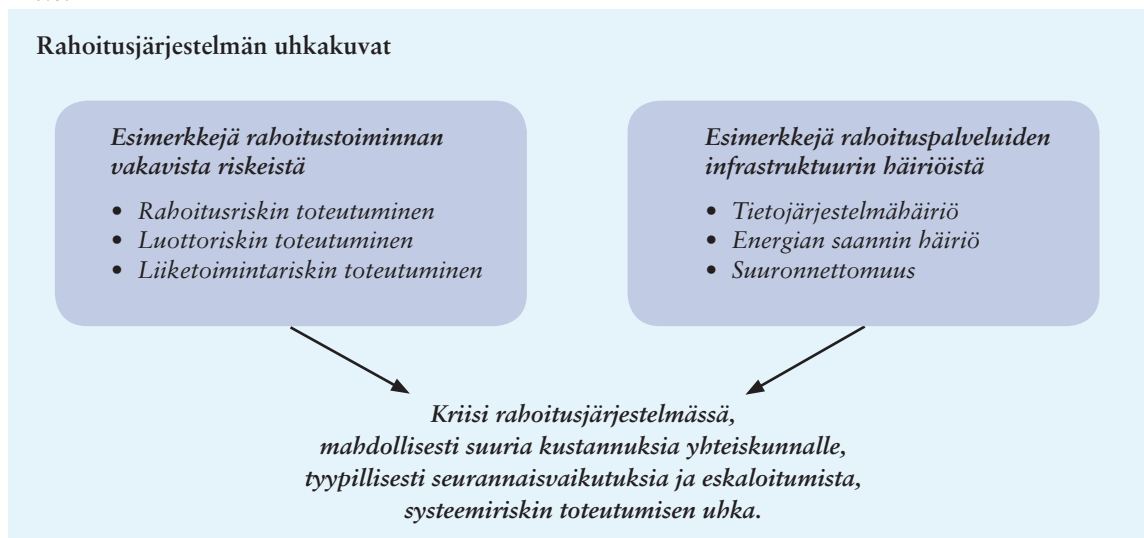 Rahoitusjärjestelmän uhkakuvat
Esimerkkejä rahoitustoiminnan
vakavista riskeistä
• Rahoitusriskin toteutuminen
• Luottoriskin toteutuminen
• Liiketoimintariskin toteutuminen
Esimerkkejä rahoituspalveluiden
infrastruktuurin häiriöistä
• Tietojärjestelmähäiriö
• Energian saannin häiriö
• Suuronnettomuus
Kriisi rahoitusjärjestelmässä,
mahdollisesti suuria kustannuksia yhteiskunnalle,
tyypillisesti seurannaisvaikutuksia ja eskaloitumista,
systeemiriskin toteutumisen uhka.